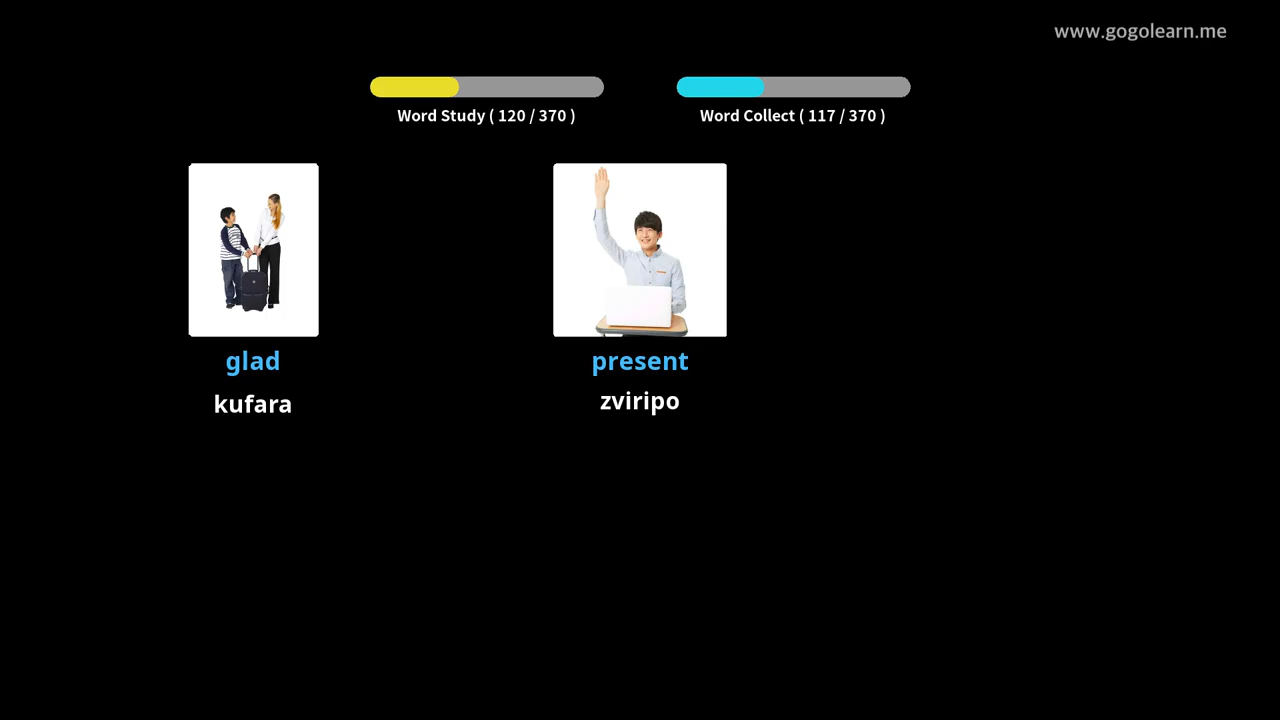 www.gogolearn.me
Word Study ( 120 / 370 )
Word Collect ( 117 / 370 )
glad
present
kufara
zviripo